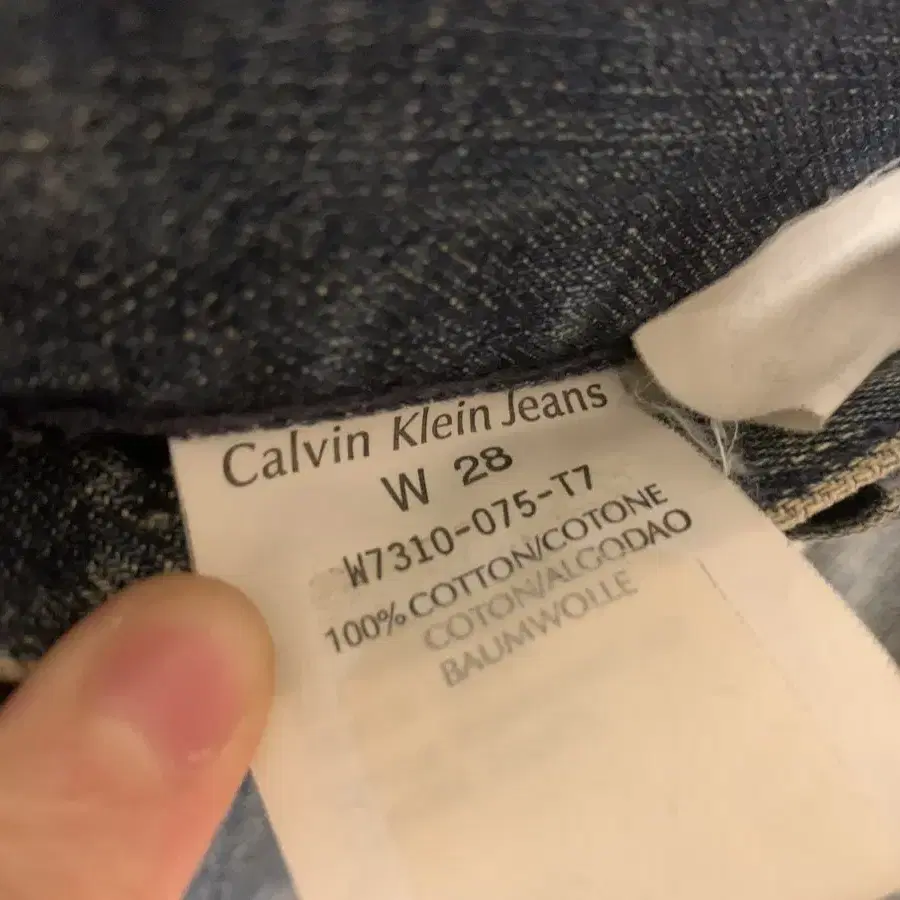 Calvin Klein Jeans
W 28
W7310-075-T7
100% COTTON/COTONE
COTON/ALGODAO
BAUMWOLLE